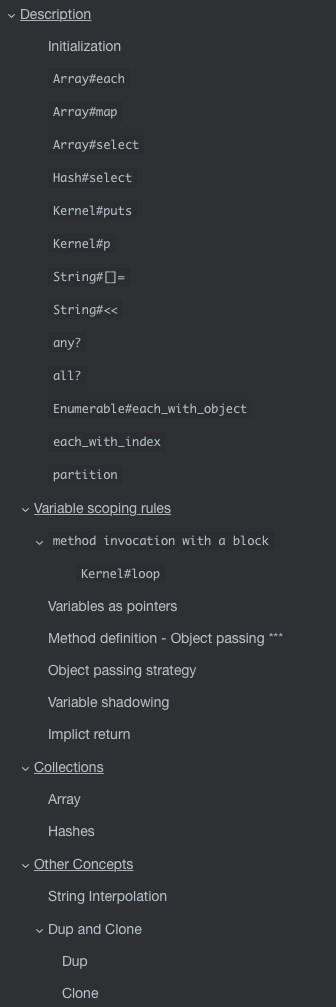 Description
Initialization
Array#each
Array#map
Array#select
Hash#select
Kernel#puts
Kernel#p
String#[]=
String#<<
any?
all?
Enumerable#each_with_object
each_with_index
partition
Variable scoping rules
method invocation with a block
Kernel#loop
Variables as pointers
Method definition - Object passing ***
Object passing strategy
Variable shadowing
Implict return
Collections
Array
Hashes
Other Concepts
String Interpolation
Dup and Clone
Dup
Clone